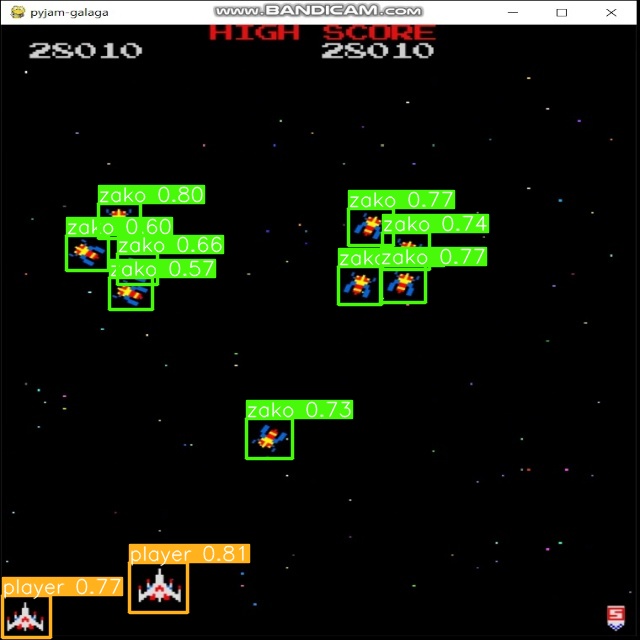 pyjam-galaga
www.BANDICAM.com
HIGH SCORE
28010
28010
zako 0.80
zako 0.77
zako 0.60
zako 0.74
zako 0.66
zako 0.77
zako 0.57
zako 0.73
player 0.81
player 0.77
5